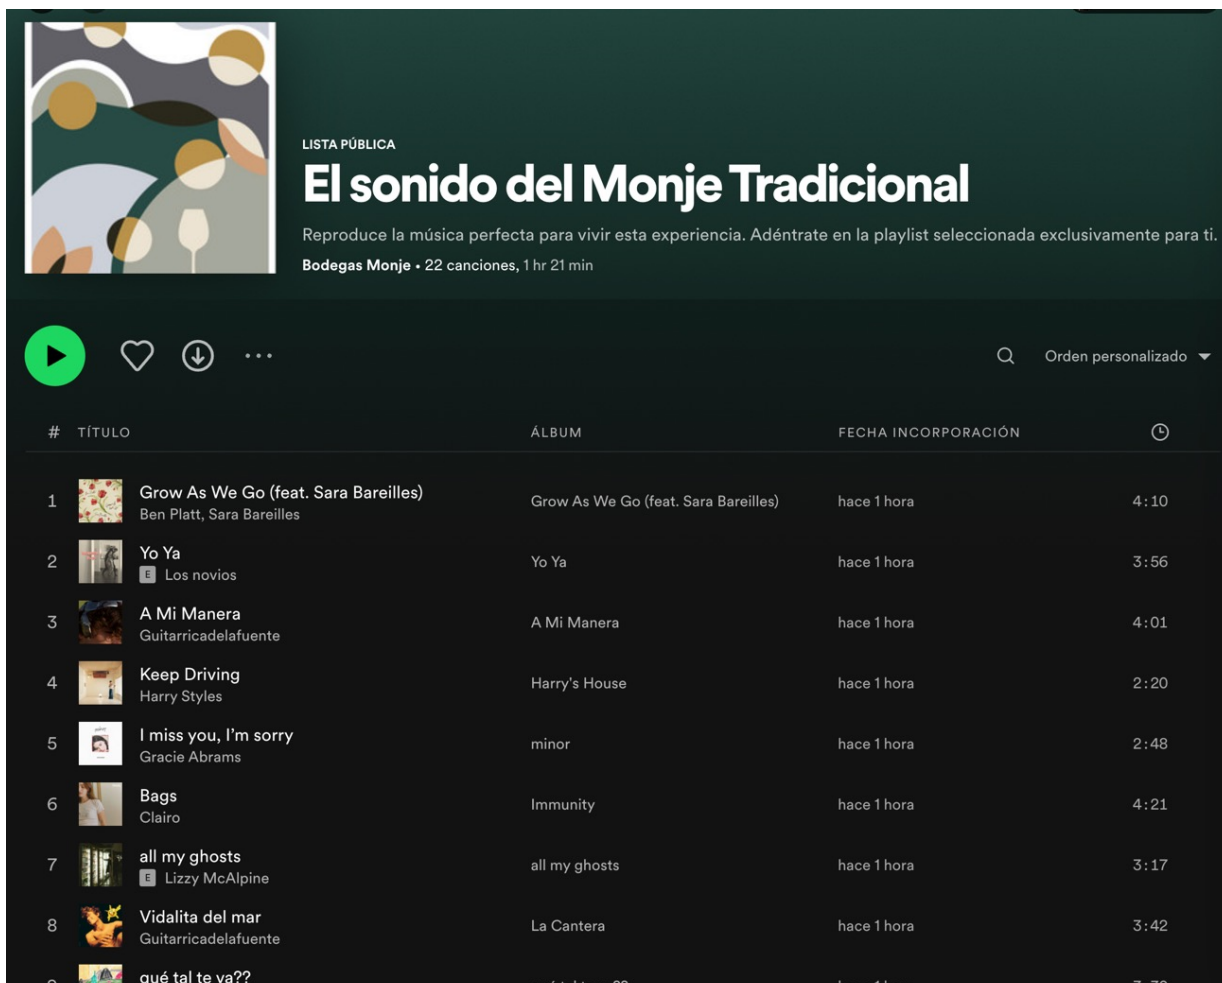 LISTA PÚBLICA
El sonido del Monje Tradicional
Reproduce la música perfecta para vivir esta experiencia. Adéntrate en la playlist seleccionada exclusivamente para ti.
Bodegas Monje • 22 canciones, 1 hr 21 min
Orden personalizado
# TÍTULO ÁLBUM FECHA INCORPORACIÓN
1 Grow As We Go (feat. Sara Bareilles) Grow As We Go (feat. Sara Bareilles) hace 1 hora 4:10
Ben Platt, Sara Bareilles
2 Yo Ya Yo Ya hace 1 hora 3:56
E Los novios
3 A Mi Manera A Mi Manera hace 1 hora 4:01
Guitarricadelafuente
4 Keep Driving Harry's House hace 1 hora 2:20
Harry Styles
5 I miss you, I’m sorry minor hace 1 hora 2:48
Gracie Abrams
6 Bags Immunity hace 1 hora 4:21
Clairo
7 all my ghosts all my ghosts hace 1 hora 3:17
E Lizzy McAlpine
8 Vidalita del mar La Cantera hace 1 hora 3:42
Guitarricadelafuente
qué tal te va??